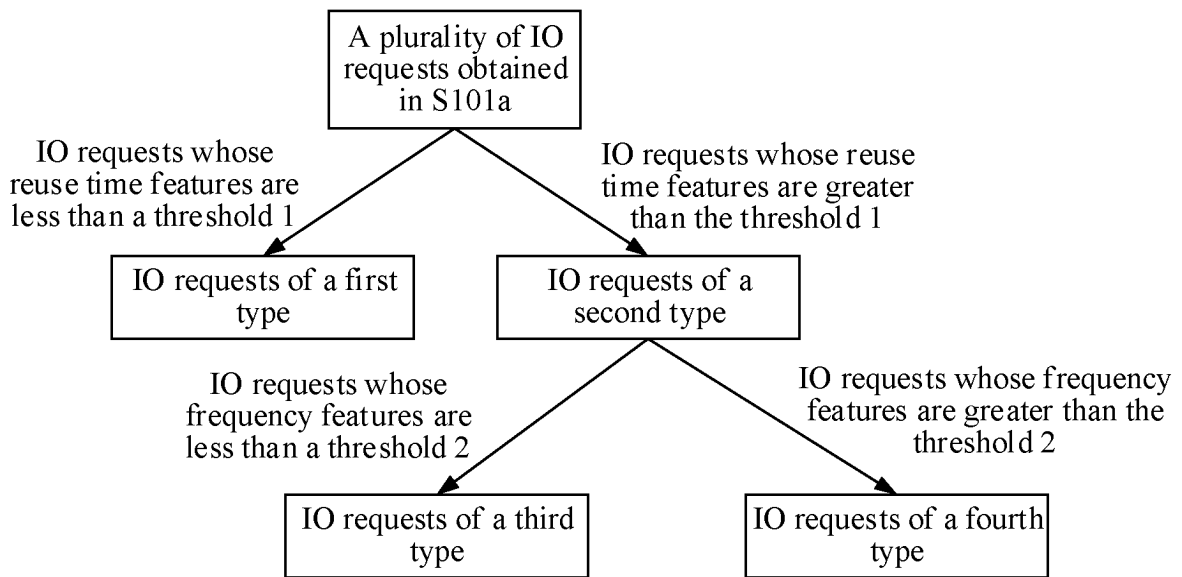 A plurality of IO
requests obtained
in S101a
IO requests whose
reuse time features are
less than a threshold 1
IO requests whose reuse
time features are greater
than the threshold 1
IO requests of a first
type
IO requests of a
second type
IO requests whose
frequency features are
less than a threshold 2
IO requests whose frequency
features are greater than the
threshold 2
IO requests of a third
type
IO requests of a fourth
type